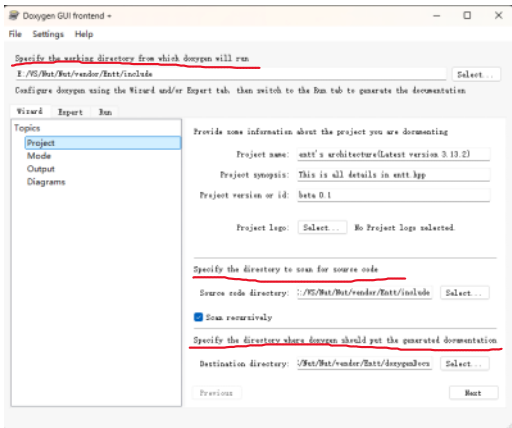 Doxygen GUI frontend +
File Settings Help
Specify the working directory from which doxygen will run
E:/VS/Nut/Nut/vendor/Entt/include Select...
Configure doxygen using the Wizard and/or Expert tab, then switch to the Run tab to generate the documentation
Wizard Expert Run
Topics
Project
Mode
Output
Diagrams
Provide some information about the project you are documenting
Project name: entt's architecture(Latest version 3.13.2)
Project synopsis: This is all details in entt.hpp
Project version or id: beta 0.1
Project logo: Select... No Project logo selected.
Specify the directory to scan for source code
Source code directory: :/VS/Nut/Nut/vendor/Entt/include Select...
Scan recursively
Specify the directory where doxygen should put the generated documentation
Destination directory: /Nut/Nut/vendor/Entt/doxygenDocs Select...
Previous Next